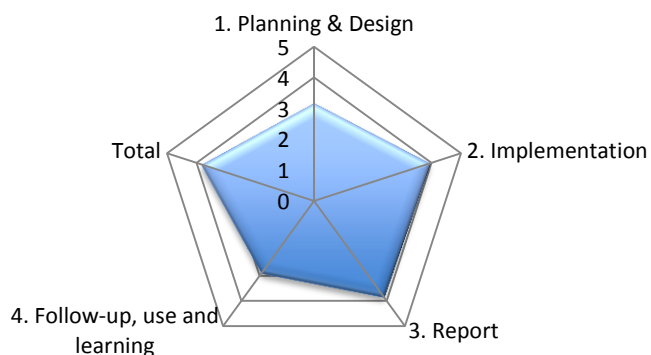 1. Planning & Design
5
4
3
2
1
0
Total
2. Implementation
4. Follow-up, use and
learning
3. Report